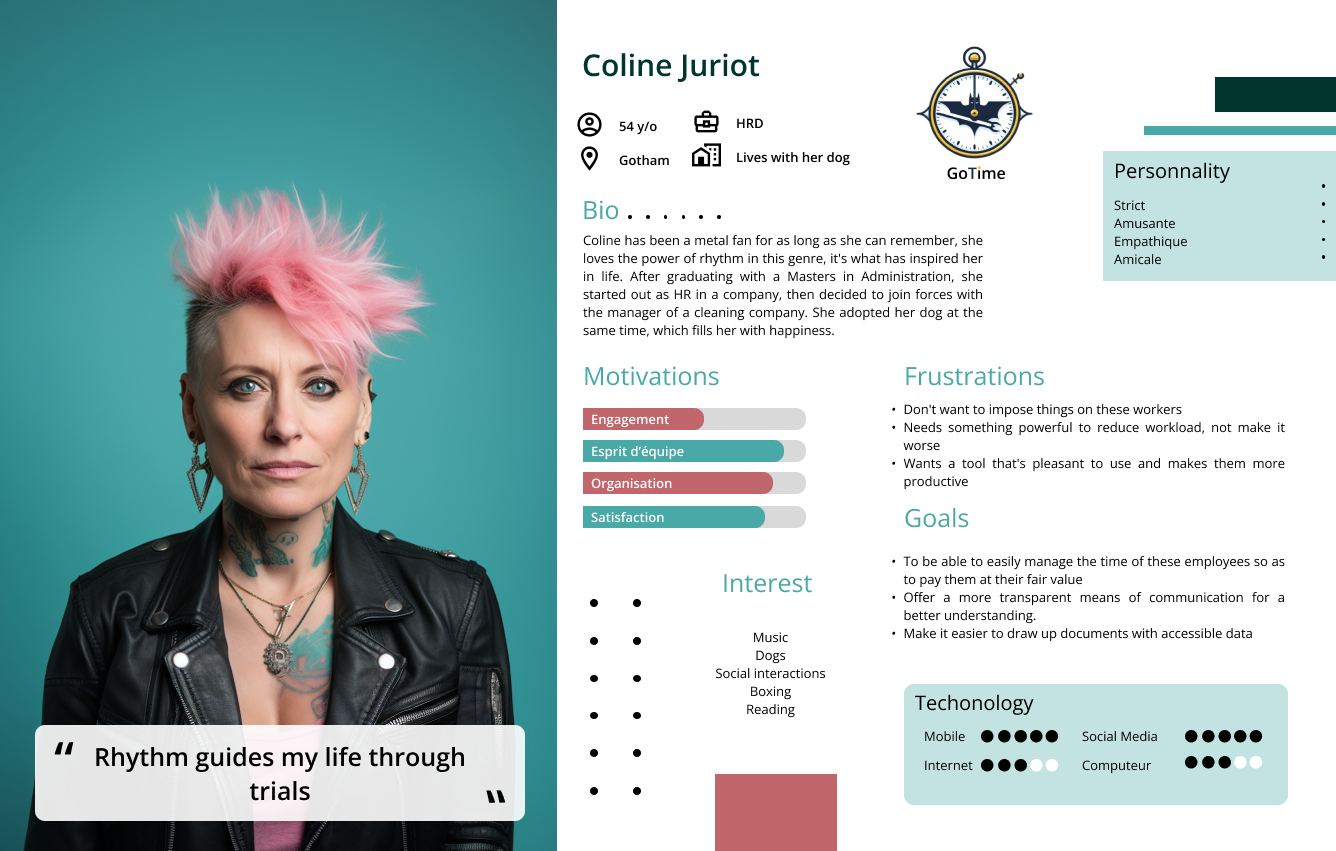 Coline Juriot
54 y/o
HRD
Gotham
Lives with her dog
GoTime
Personnality
Strict
Amusante
Empathique
Amicale
Bio
Coline has been a metal fan for as long as she can remember, she
loves the power of rhythm in this genre, it's what has inspired her
in life. After graduating with a Masters in Administration, she
started out as HR in a company, then decided to join forces with
the manager of a cleaning company. She adopted her dog at the
same time, which fills her with happiness.
Motivations
Engagement
Esprit d'équipe
Organisation
Satisfaction
Frustrations
• Don't want to impose things on these workers
• Needs something powerful to reduce workload, not make it
worse
• Wants a tool that's pleasant to use and makes them more
productive
Goals
• To be able to easily manage the time of these employees so as
to pay them at their fair value
• Offer a more transparent means of communication for a
better understanding.
• Make it easier to draw up documents with accessible data
Interest
Music
Dogs
Social interactions
Boxing
Reading
Techonology
Mobile
Social Media
Internet
Computeur
“ Rhythm guides my life through
trials „